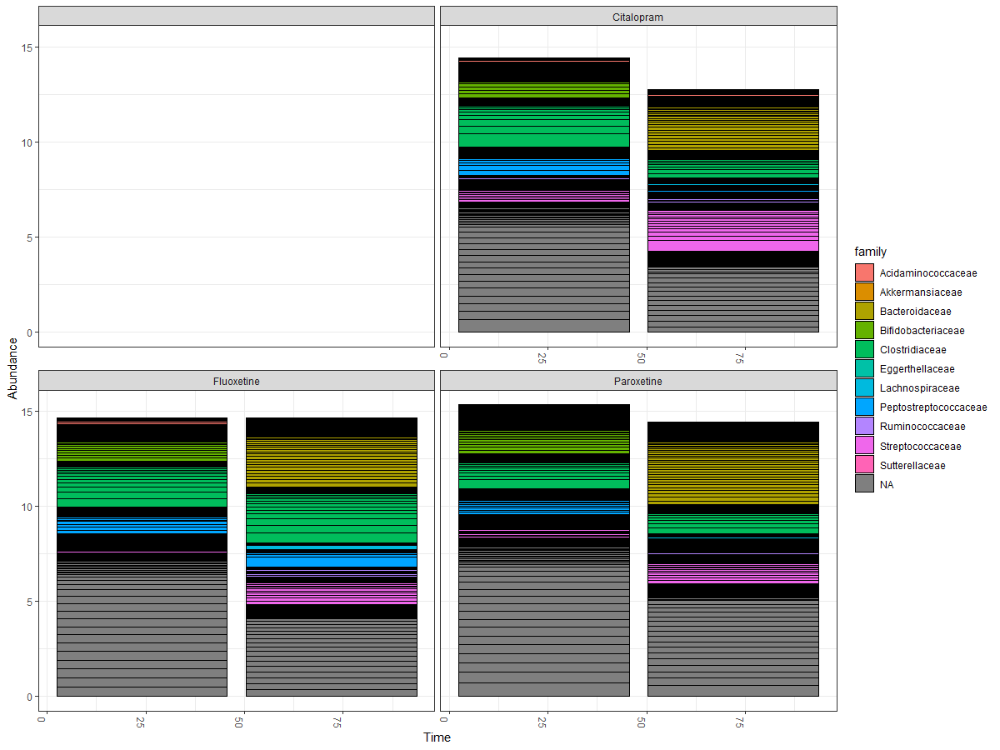 Citalopram
15
10
5
0
0
25
50
75
Fluoxetine
Paroxetine
15
10
5
0
0
25
50
75
0
25
50
75
Abundance
Time
family
Acidaminococcaceae
Akkermansiaceae
Bacteroidaceae
Bifidobacteriaceae
Clostridiaceae
Eggerthellaceae
Lachnospiraceae
Peptostreptococcaceae
Ruminococcaceae
Streptococcaceae
Sutterellaceae
NA